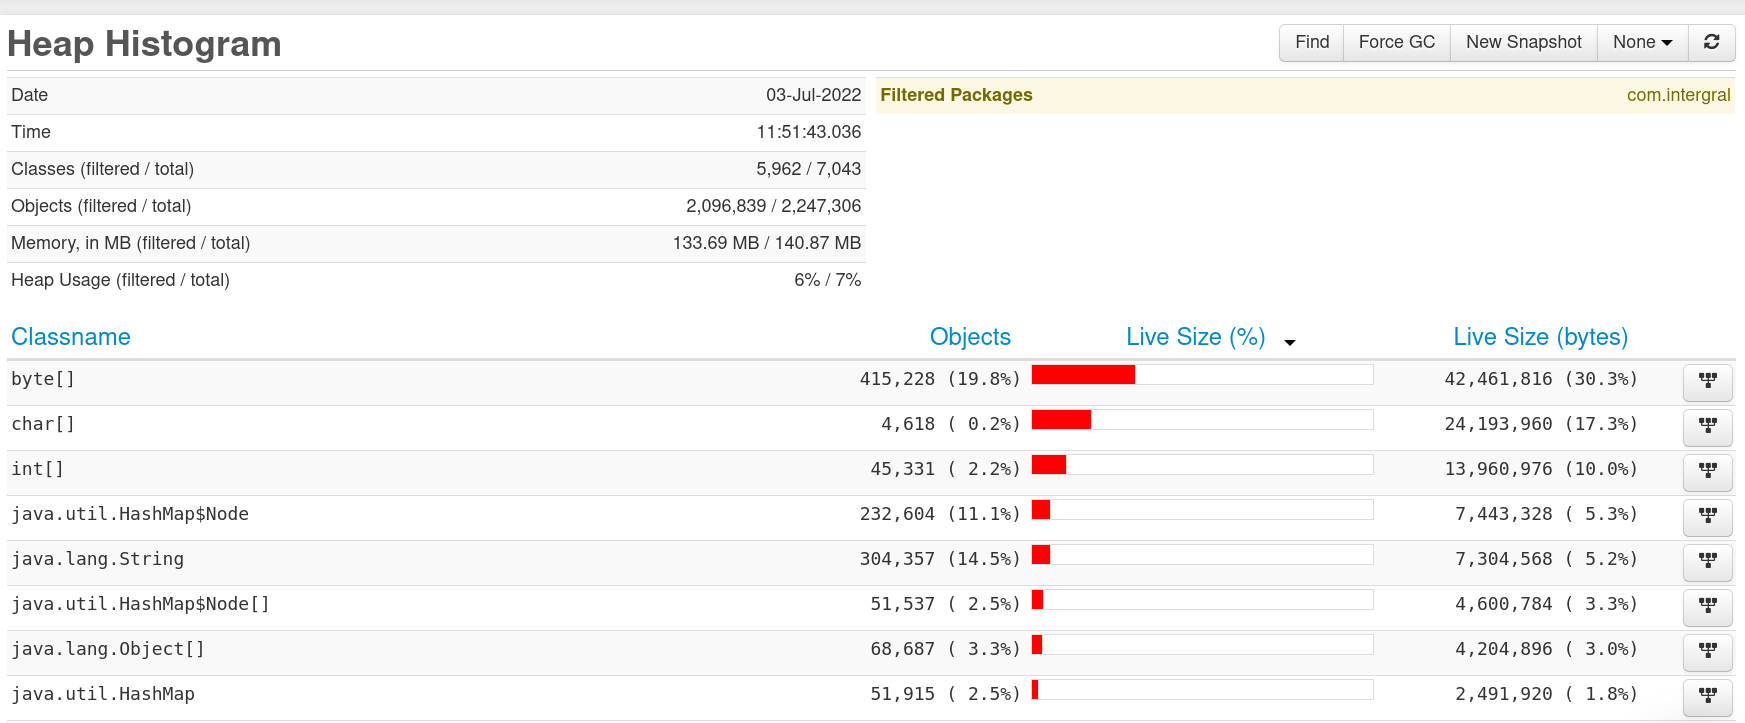 Heap Histogram
Find Force GC New Snapshot None
Date 03-Jul-2022
Filtered Packages com.intergral
Time 11:51:43.036
Classes (filtered / total) 5,962 / 7,043
Objects (filtered / total) 2,096,839 / 2,247,306
Memory, in MB (filtered / total) 133.69 MB / 140.87 MB
Heap Usage (filtered / total) 6% / 7%
Classname Objects Live Size (%) Live Size (bytes)
byte[] 415,228 (19.8%) 42,461,816 (30.3%)
char[] 4,618 ( 0.2%) 24,193,960 (17.3%)
int[] 45,331 ( 2.2%) 13,960,976 (10.0%)
java.util.HashMap$Node 232,604 (11.1%) 7,443,328 ( 5.3%)
java.lang.String 304,357 (14.5%) 7,304,568 ( 5.2%)
java.util.HashMap$Node[] 51,537 ( 2.5%) 4,600,784 ( 3.3%)
java.lang.Object[] 68,687 ( 3.3%) 4,204,896 ( 3.0%)
java.util.HashMap 51,915 ( 2.5%) 2,491,920 ( 1.8%)